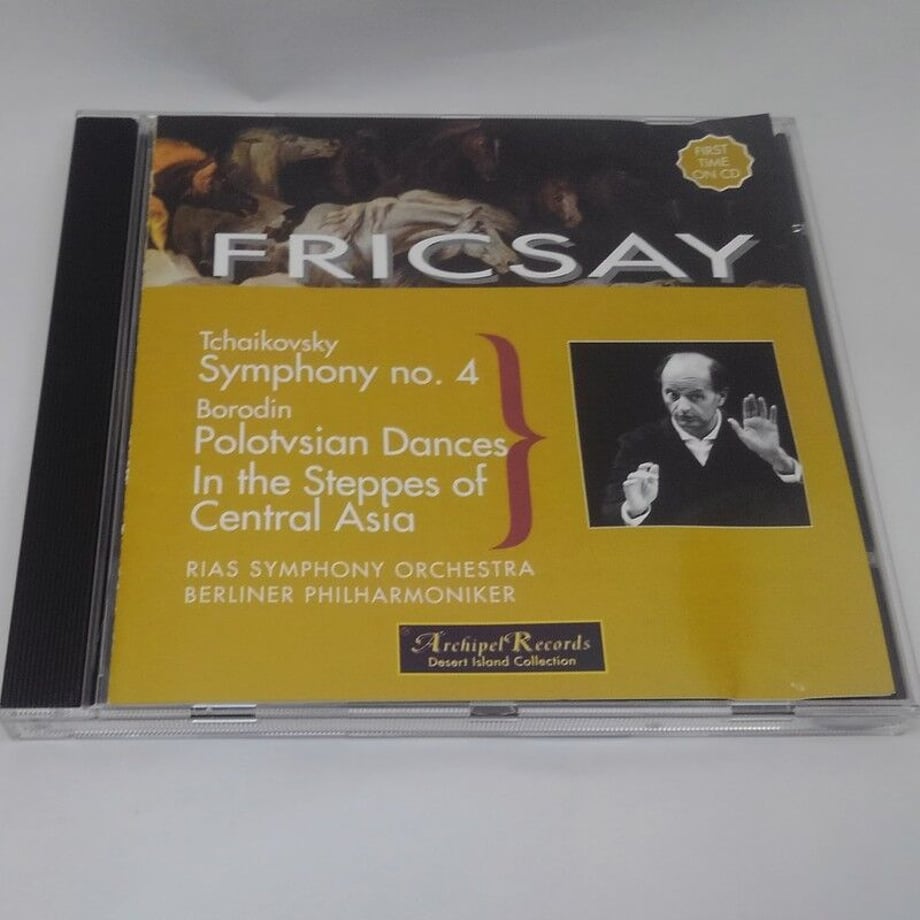 FIRST
TIME
ON CD
FRICSAY
Tchaikovsky
Symphony no. 4
Borodin
Polotvsian Dances
In the Steppes of
Central Asia
RIAS SYMPHONY ORCHESTRA
BERLINER PHILHARMONIKER
Archipel Records
Desert Island Collection